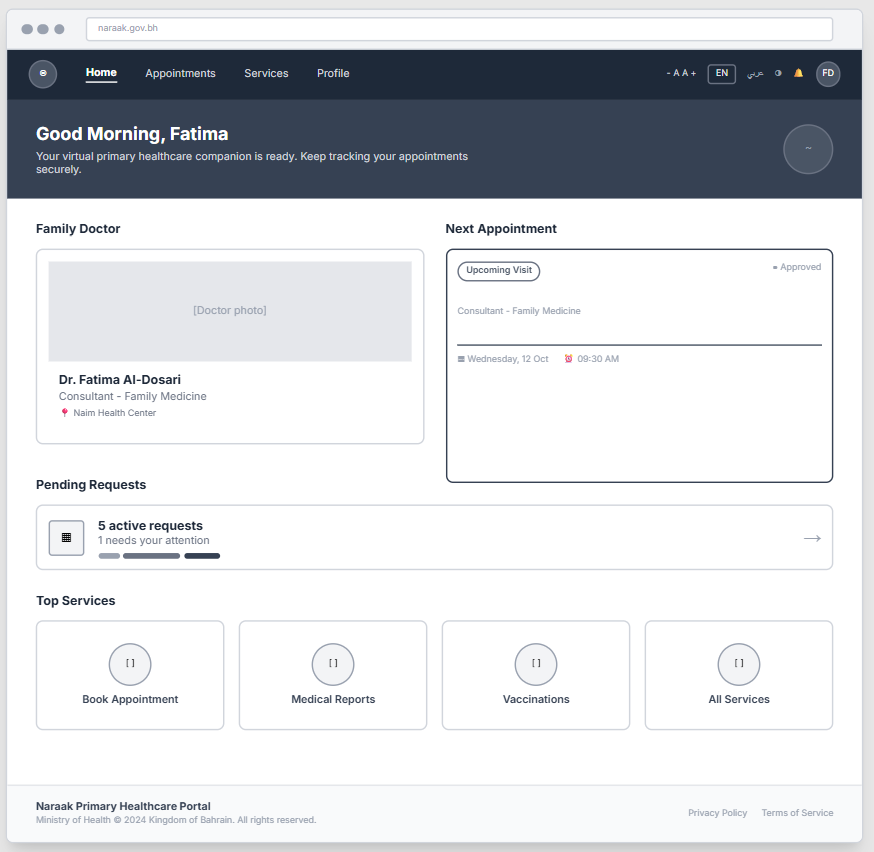 naraak.gov.bh
Home
Appointments
Services
Profile
- A A +
EN
عربي
FD
Good Morning, Fatima
Your virtual primary healthcare companion is ready. Keep tracking your appointments
securely.
~
Family Doctor
[Doctor photo]
Dr. Fatima Al-Dosari
Consultant - Family Medicine
Naim Health Center
Next Appointment
Upcoming Visit
Approved
Consultant - Family Medicine
Wednesday, 12 Oct
09:30 AM
Pending Requests
5 active requests
1 needs your attention
→
Top Services
[ ]
Book Appointment
[ ]
Medical Reports
[ ]
Vaccinations
[ ]
All Services
Naraak Primary Healthcare Portal
Ministry of Health © 2024 Kingdom of Bahrain. All rights reserved.
Privacy Policy
Terms of Service